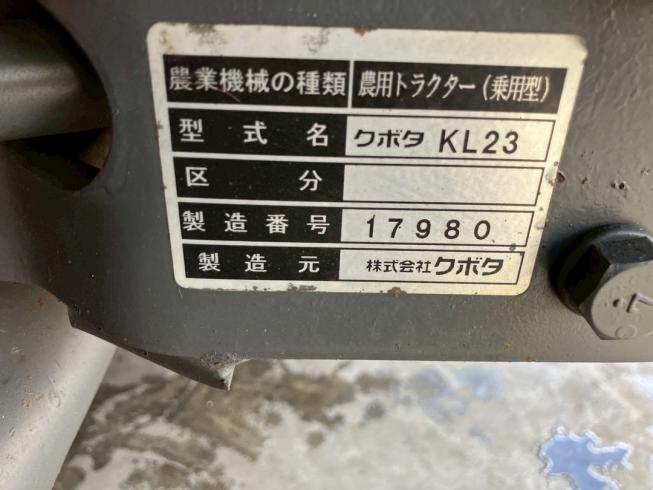 農業機械の種類 農用トラクター(乗用型)
型式名 クボタ KL23
区分
製造番号 17980
製造元 株式会社クボタ